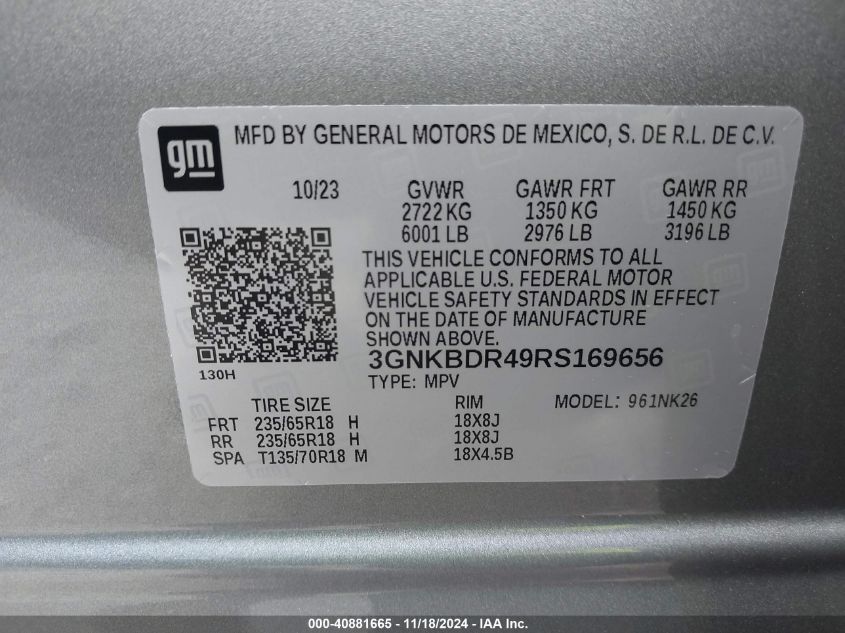 gm MFD BY GENERAL MOTORS DE MEXICO, S. DE R.L. DE C.V.
10/23 GVWR GAWR FRT GAWR RR
2722 KG 1350 KG 1450 KG
6001 LB 2976 LB 3196 LB
THIS VEHICLE CONFORMS TO ALL
APPLICABLE U.S. FEDERAL MOTOR
VEHICLE SAFETY STANDARDS IN EFFECT
ON THE DATE OF MANUFACTURE
SHOWN ABOVE.
3GNKBDR49RS169656
130H
TYPE: MPV
TIRE SIZE RIM MODEL: 961NK26
FRT 235/65R18 H 18X8J
RR 235/65R18 H 18X8J
SPA T135/70R18 M 18X4.5B
000-40881665 - 11/18/2024 - IAA Inc.